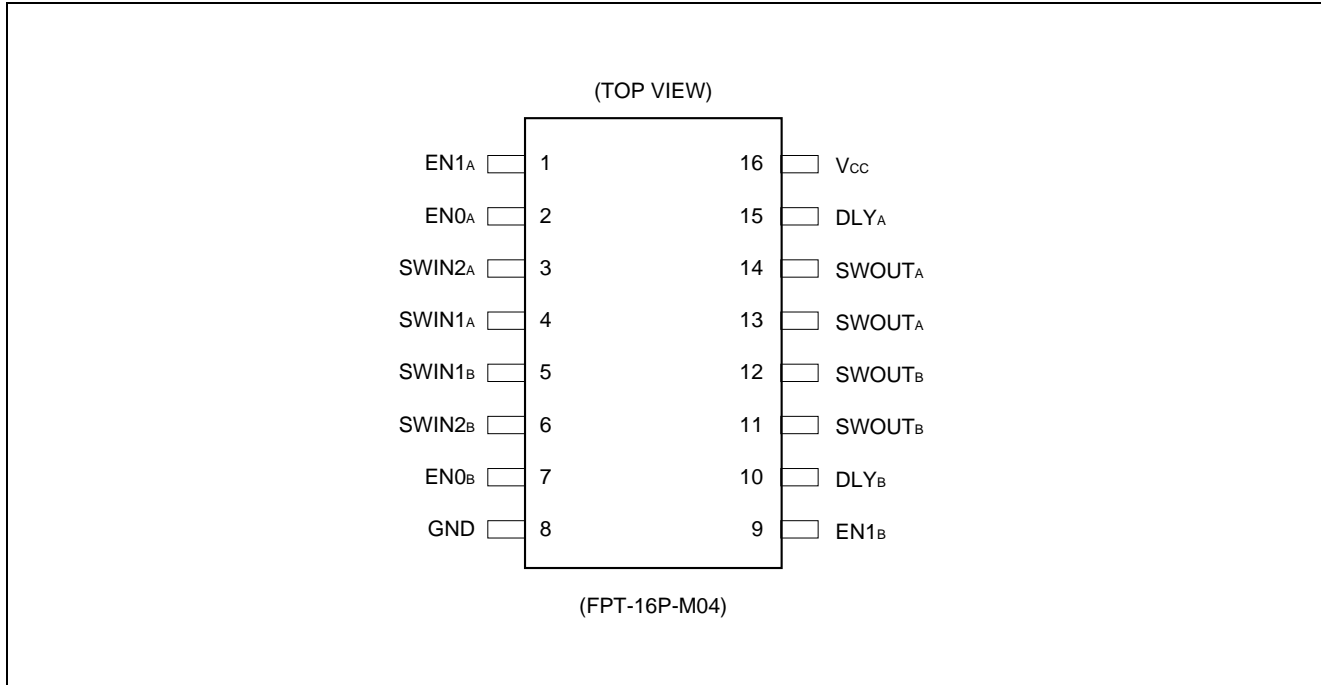 (TOP VIEW)
EN1A 1 16 VCC
EN0A 2 15 DLYA
SWIN2A 3 14 SWOUTA
SWIN1A 4 13 SWOUTA
SWIN1B 5 12 SWOUTB
SWIN2B 6 11 SWOUTB
EN0B 7 10 DLYB
GND 8 9 EN1B
(FPT-16P-M04)